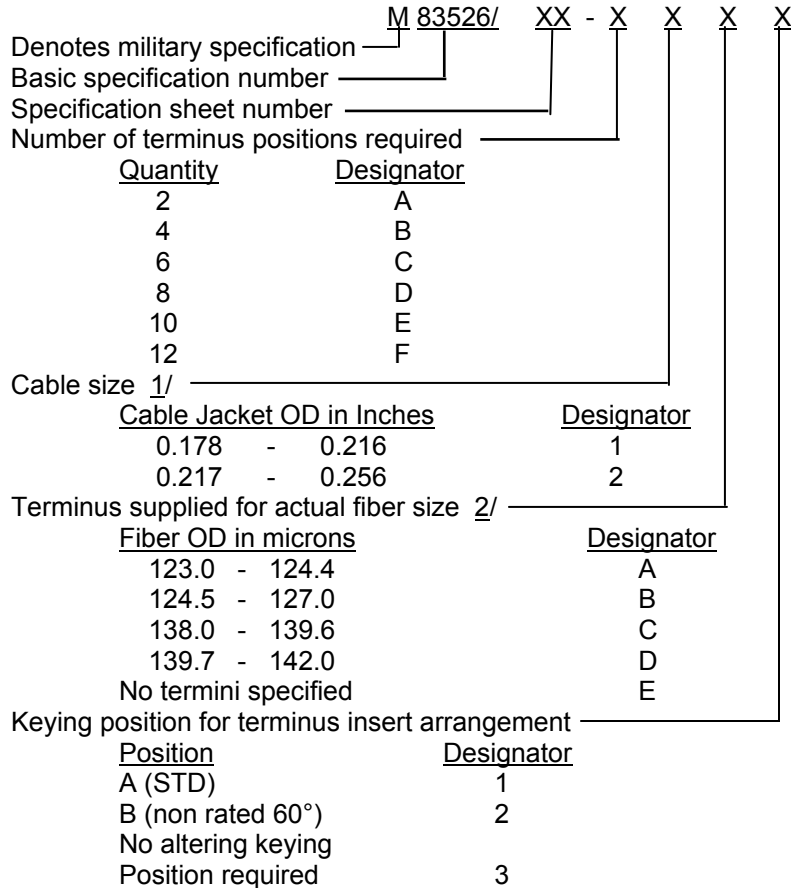 M 83526/ XX - X X X X
Denotes military specification
Basic specification number
Specification sheet number
Number of terminus positions required
Quantity Designator
2 A
4 B
6 C
8 D
10 E
12 F
Cable size 1/
Cable Jacket OD in Inches Designator
0.178 - 0.216 1
0.217 - 0.256 2
Terminus supplied for actual fiber size 2/
Fiber OD in microns Designator
123.0 - 124.4 A
124.5 - 127.0 B
138.0 - 139.6 C
139.7 - 142.0 D
No termini specified E
Keying position for terminus insert arrangement
Position Designator
A (STD) 1
B (non rated 60°) 2
No altering keying
Position required 3